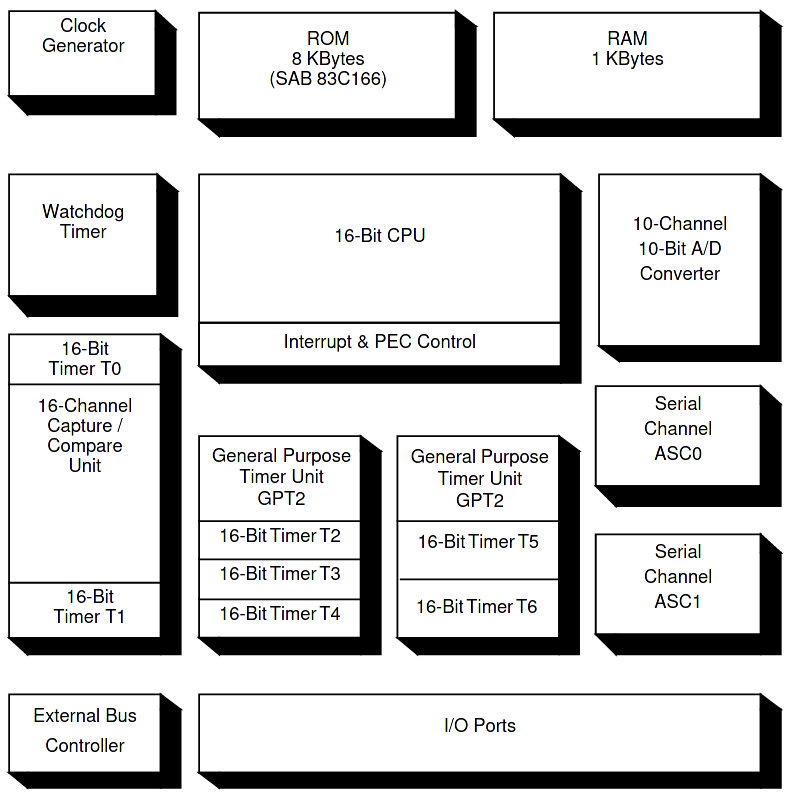 Clock
Generator
ROM
8 KBytes
(SAB 83C166)
RAM
1 KBytes
Watchdog
Timer
16-Bit CPU
Interrupt & PEC Control
10-Channel
10-Bit A/D
Converter
16-Bit
Timer T0
16-Channel
Capture /
Compare
Unit
16-Bit
Timer T1
General Purpose
Timer Unit
GPT2
16-Bit Timer T2
16-Bit Timer T3
16-Bit Timer T4
General Purpose
Timer Unit
GPT2
16-Bit Timer T5
16-Bit Timer T6
Serial
Channel
ASC0
Serial
Channel
ASC1
External Bus
Controller
I/O Ports